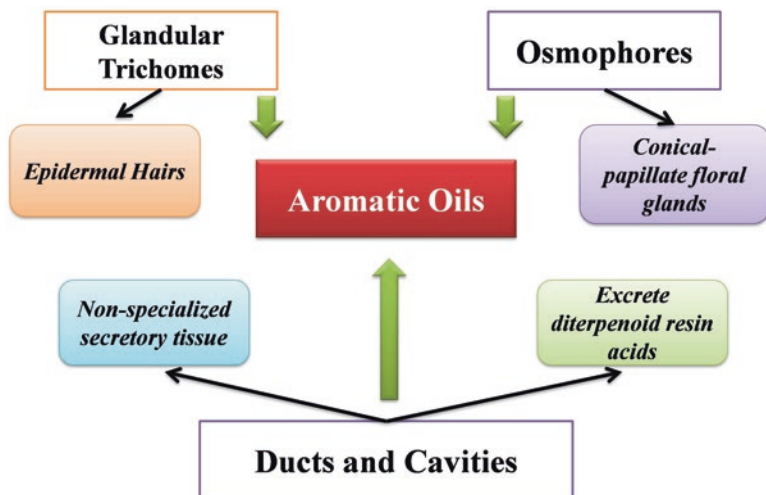 Glandular
Trichomes
Osmophores
Epidermal Hairs
Aromatic Oils
Conical-
papillate floral
glands
Non-specialized
secretory tissue
Excrete
diterpenoid resin
acids
Ducts and Cavities